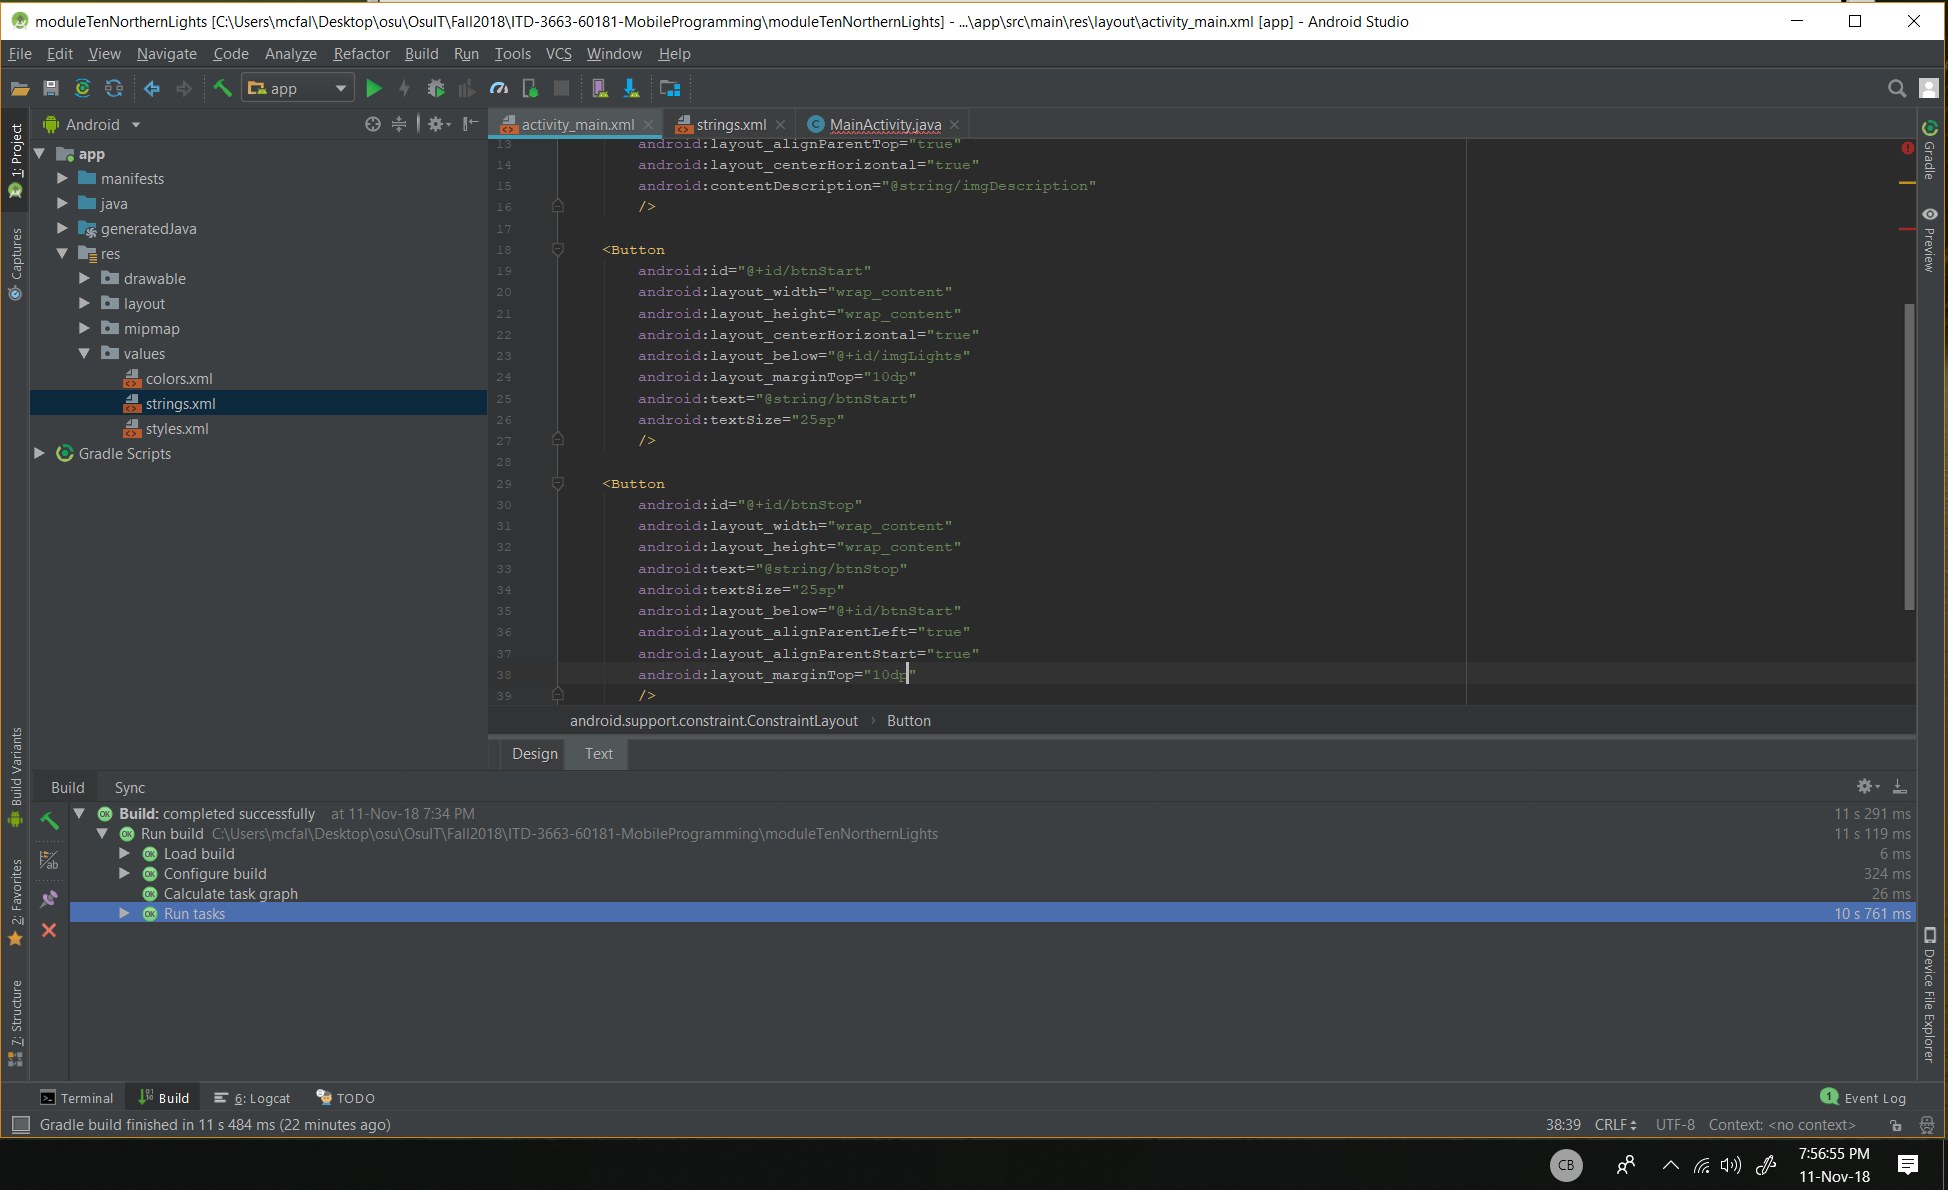 moduleTenNorthernLights [C:\Users\mcfal\Desktop\osu\OsuIT\Fall2018\ITD-3663-60181-MobileProgramming\moduleTenNorthernLights] - ...\app\src\main\res\layout\activity_main.xml [app] - Android Studio
File Edit View Navigate Code Analyze Refactor Build Run Tools VCS Window Help
app
Android
activity_main.xml strings.xml MainActivity.java
1: Project
Captures
Build Variants
2: Favorites
7: Structure
app
manifests
java
generatedJava
res
drawable
layout
mipmap
values
colors.xml
strings.xml
styles.xml
Gradle Scripts
13 android:layout_alignParentTop="true"
14 android:layout_centerHorizontal="true"
15 android:contentDescription="@string/imgDescription"
16 />
17
18 <Button
19 android:id="@+id/btnStart"
20 android:layout_width="wrap_content"
21 android:layout_height="wrap_content"
22 android:layout_centerHorizontal="true"
23 android:layout_below="@+id/imgLights"
24 android:layout_marginTop="10dp"
25 android:text="@string/btnStart"
26 android:textSize="25sp"
27 />
28
29 <Button
30 android:id="@+id/btnStop"
31 android:layout_width="wrap_content"
32 android:layout_height="wrap_content"
33 android:text="@string/btnStop"
34 android:textSize="25sp"
35 android:layout_below="@+id/btnStart"
36 android:layout_alignParentLeft="true"
37 android:layout_alignParentStart="true"
38 android:layout_marginTop="10dp"
39 />
android.support.constraint.ConstraintLayout › Button
Design Text
Gradle
Preview
Device File Explorer
Build Sync
Build: completed successfully at 11-Nov-18 7:34 PM 11 s 291 ms
Run build C:\Users\mcfal\Desktop\osu\OsuIT\Fall2018\ITD-3663-60181-MobileProgramming\moduleTenNorthernLights 11 s 119 ms
Load build 6 ms
Configure build 324 ms
Calculate task graph 26 ms
Run tasks 10 s 761 ms
Terminal Build 6: Logcat TODO 1 Event Log
Gradle build finished in 11 s 484 ms (22 minutes ago) 38:39 CRLF UTF-8 Context: <no context>
CB
7:56:55 PM
11-Nov-18